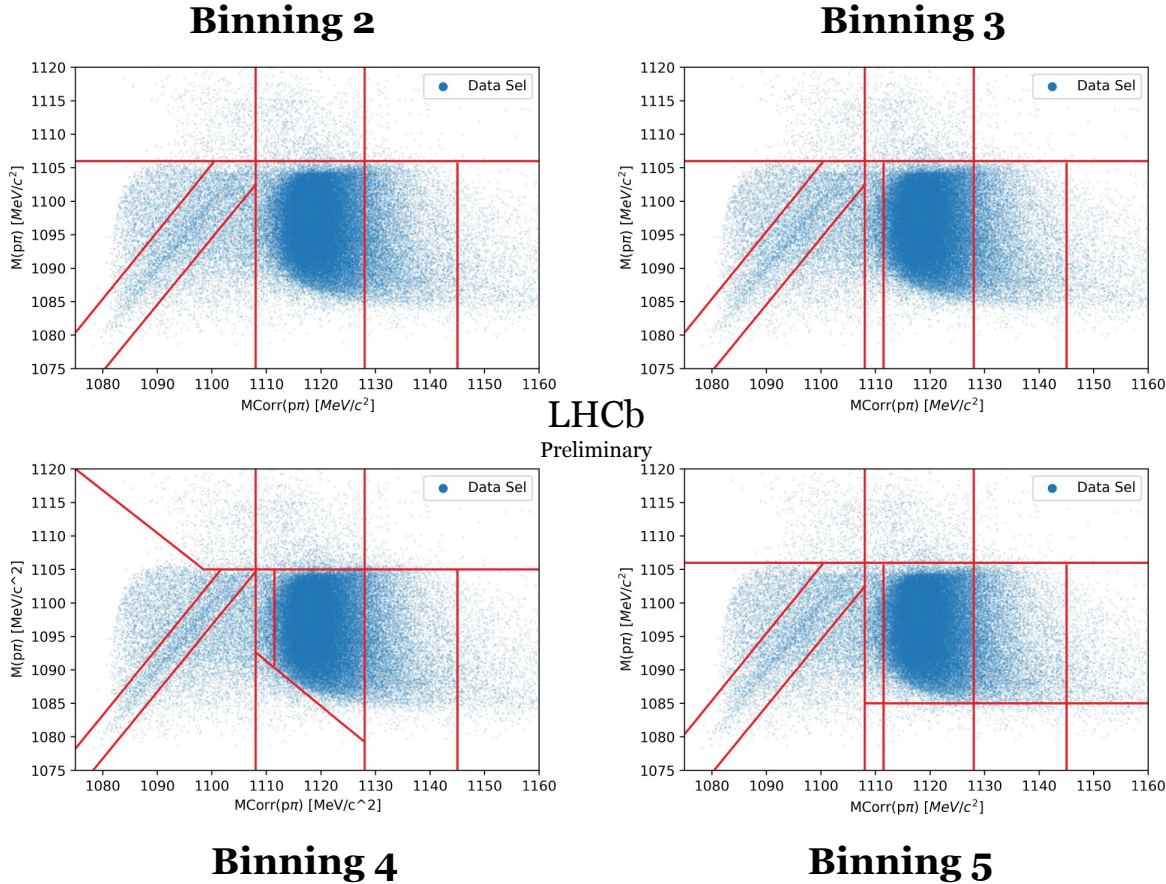 Binning 2
Binning 3
1120
1115
1110
1105
1100
1095
1090
1085
1080
1075
M(pπ) [MeV/c²]
Data Sel
1080 1090 1100 1110 1120 1130 1140 1150 1160
MCorr(pπ) [MeV/c²]
1120
1115
1110
1105
1100
1095
1090
1085
1080
1075
M(pπ) [MeV/c²]
Data Sel
1080 1090 1100 1110 1120 1130 1140 1150 1160
MCorr(pπ) [MeV/c²]
LHCb
Preliminary
1120
1115
1110
1105
1100
1095
1090
1085
1080
1075
M(pπ) [MeV/c^2]
Data Sel
1080 1090 1100 1110 1120 1130 1140 1150 1160
MCorr(pπ) [MeV/c^2]
1120
1115
1110
1105
1100
1095
1090
1085
1080
1075
M(pπ) [MeV/c²]
Data Sel
1080 1090 1100 1110 1120 1130 1140 1150 1160
MCorr(pπ) [MeV/c²]
Binning 4
Binning 5